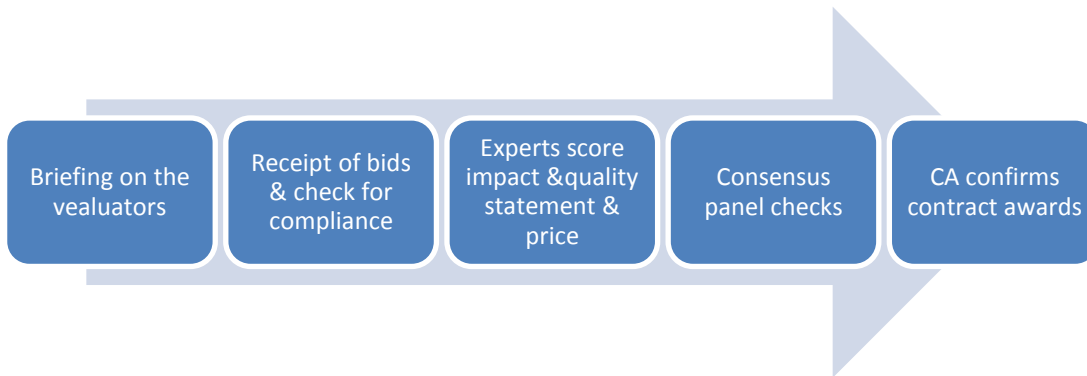 Briefing on the
vealuators
Receipt of bids
& check for
compliance
Experts score
impact &quality
statement &
price
Consensus
panel checks
CA confirms
contract awards